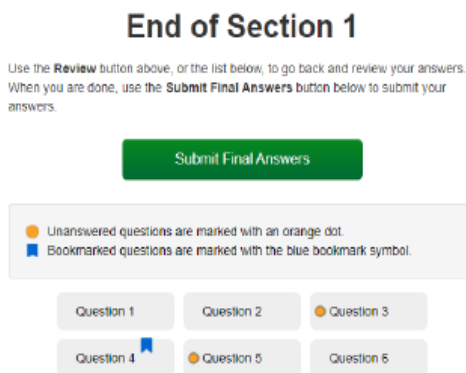 End of Section 1
Use the Review button above, or the list below, to go back and review your answers.
When you are done, use the Submit Final Answers button below to submit your
answers.
Submit Final Answers
Unanswered questions are marked with an orange dot.
Bookmarked questions are marked with the blue bookmark symbol.
Question 1 Question 2 Question 3
Question 4 Question 5 Question 6